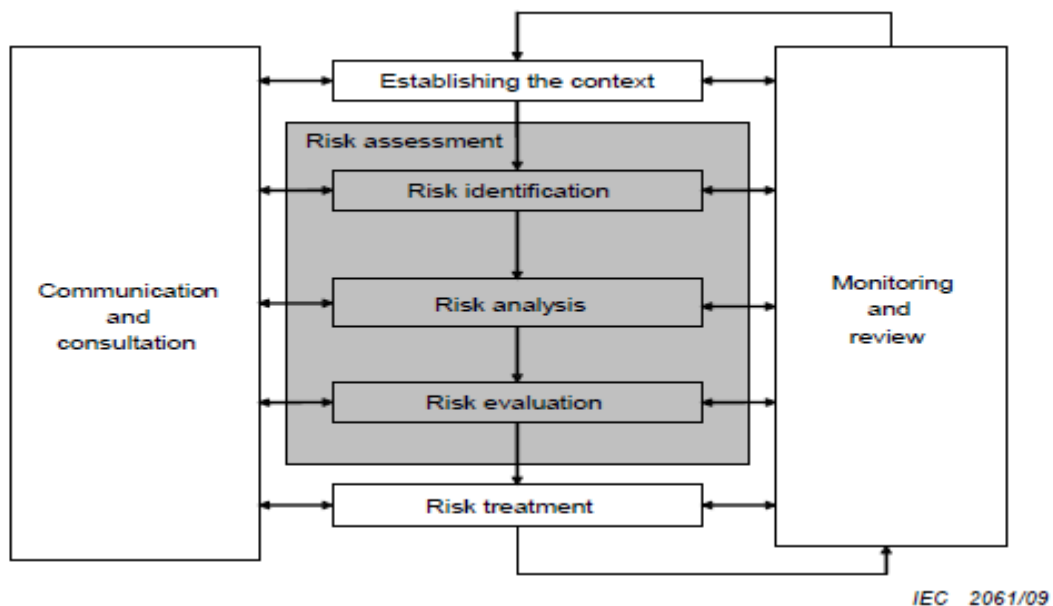 Establishing the context
Risk assessment
Risk identification
Communication
and
consultation
Risk analysis
Monitoring
and
review
Risk evaluation
Risk treatment
IEC 2061/09